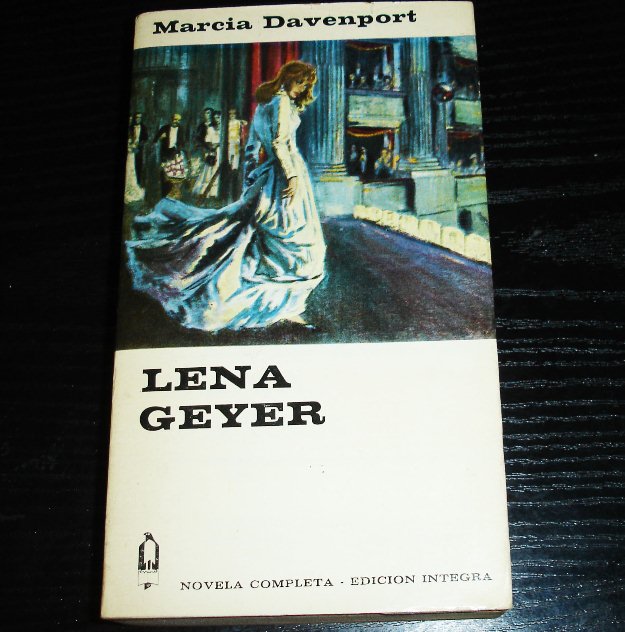 Marcia Davenport
LENA
GEYER
NOVELA COMPLETA - EDICION INTEGRA